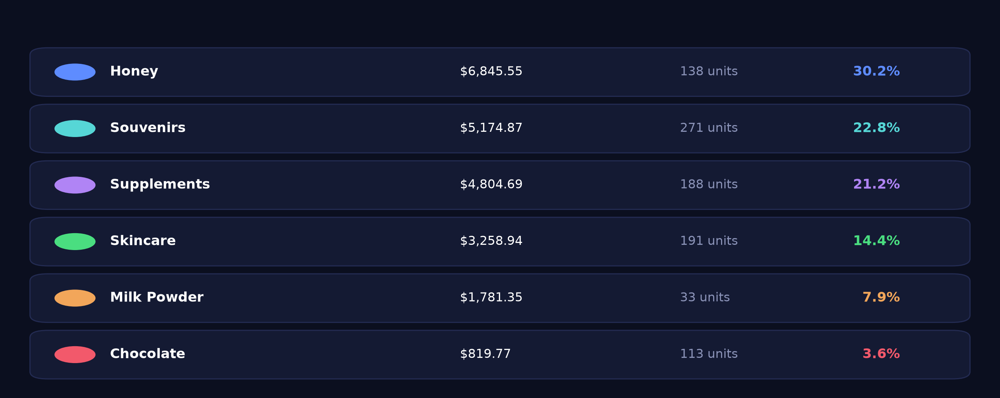 Honey $6,845.55 138 units 30.2%
Souvenirs $5,174.87 271 units 22.8%
Supplements $4,804.69 188 units 21.2%
Skincare $3,258.94 191 units 14.4%
Milk Powder $1,781.35 33 units 7.9%
Chocolate $819.77 113 units 3.6%